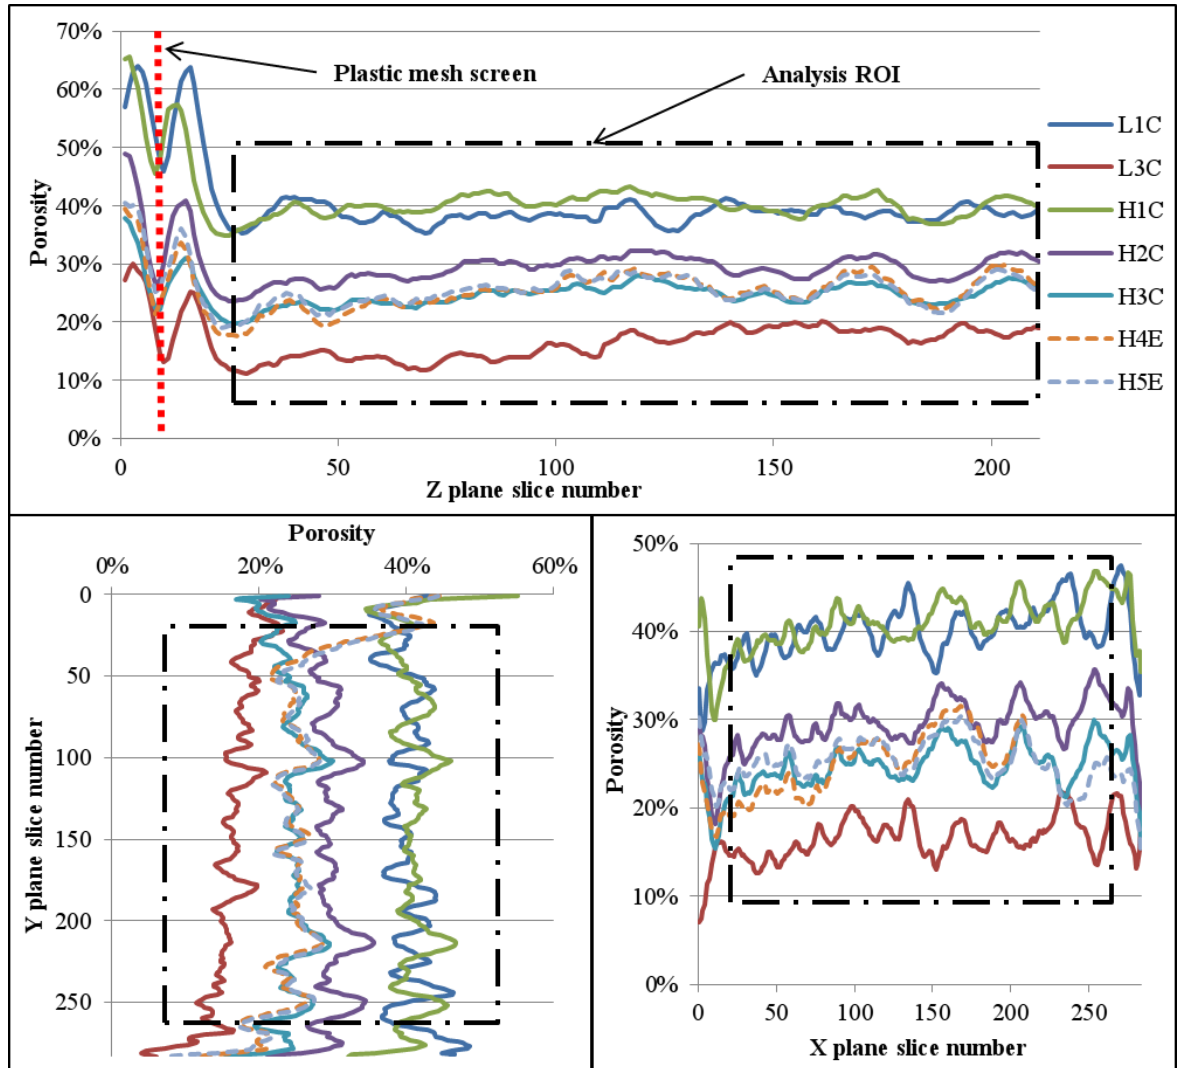 70%
60%
50%
40%
30%
20%
10%
0%
Porosity
Plastic mesh screen
Analysis ROI
0
50
100
150
200
Z plane slice number
L1C
L3C
H1C
H2C
H3C
H4E
H5E
Porosity
0%
20%
40%
60%
0
50
100
150
200
250
Y plane slice number
50%
40%
30%
20%
10%
0%
Porosity
0
50
100
150
200
250
X plane slice number